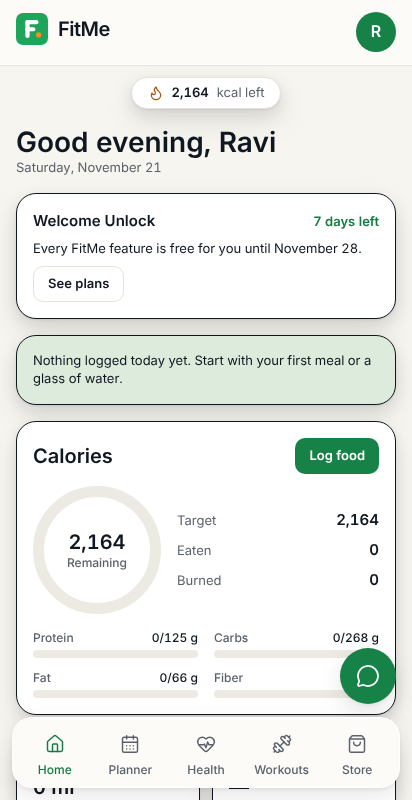 FitMe
R
2,164 kcal left
Good evening, Ravi
Saturday, November 21
Welcome Unlock
7 days left
Every FitMe feature is free for you until November 28.
See plans
Nothing logged today yet. Start with your first meal or a
glass of water.
Calories
Log food
2,164
Remaining
Target 2,164
Eaten 0
Burned 0
Protein 0/125 g
Carbs 0/268 g
Fat 0/66 g
Fiber
Home
Planner
Health
Workouts
Store